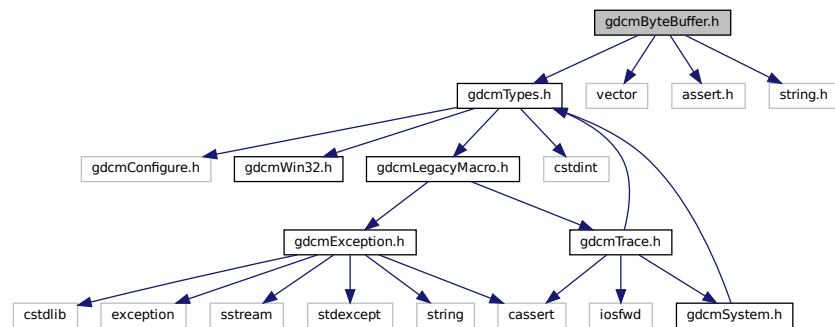 gdcmByteBuffer.h
gdcmTypes.h
vector
assert.h
string.h
gdcmConfigure.h
gdcmWin32.h
gdcmLegacyMacro.h
cstdint
gdcmException.h
gdcmTrace.h
cstdlib
exception
sstream
stdexcept
string
cassert
iosfwd
gdcmSystem.h